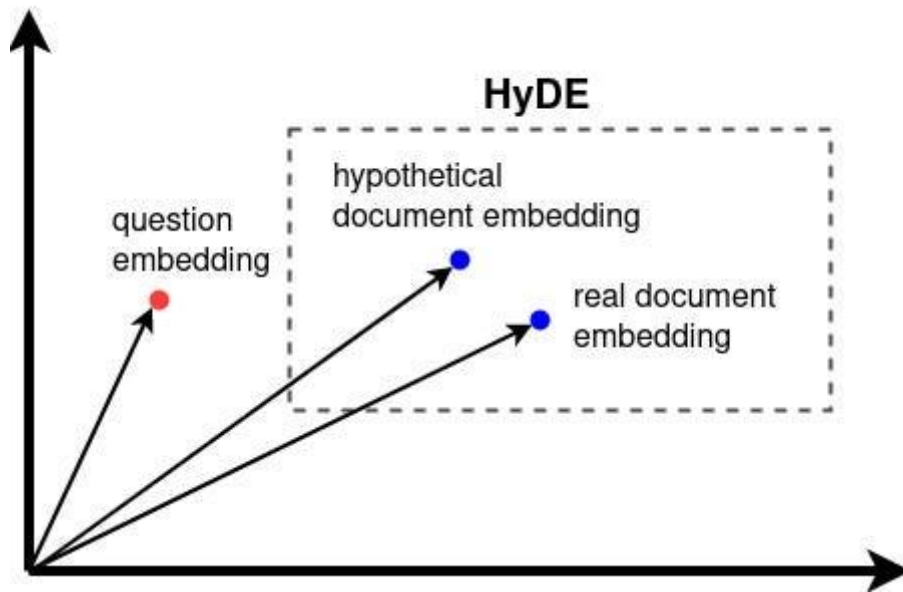 HyDE
hypothetical
document embedding
question
embedding
real document
embedding